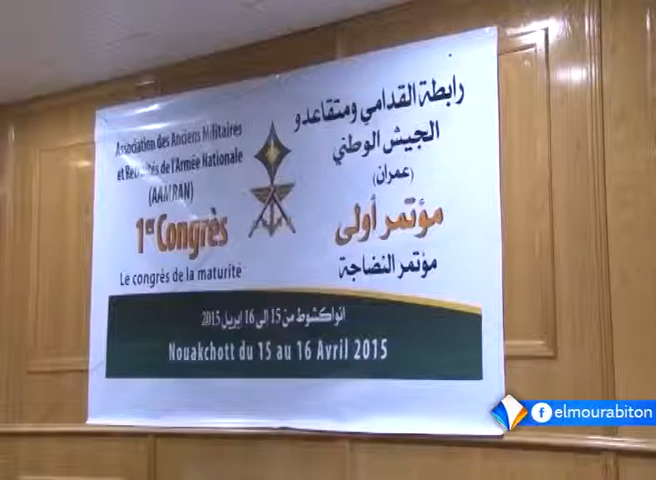 رابطة القدامي ومتقاعدو
الجيش الوطني
(عمران)
مؤتمر أولى
مؤتمر النضاجة
Association des Anciens Militaires
et Retraités de l'Armée Nationale
(AAMRAN)
1er Congrès
Le congrès de la maturité
انواكشوط من 15 إلى 16 ابريل 2015
Nouakchott du 15 au 16 Avril 2015
elmourabiton